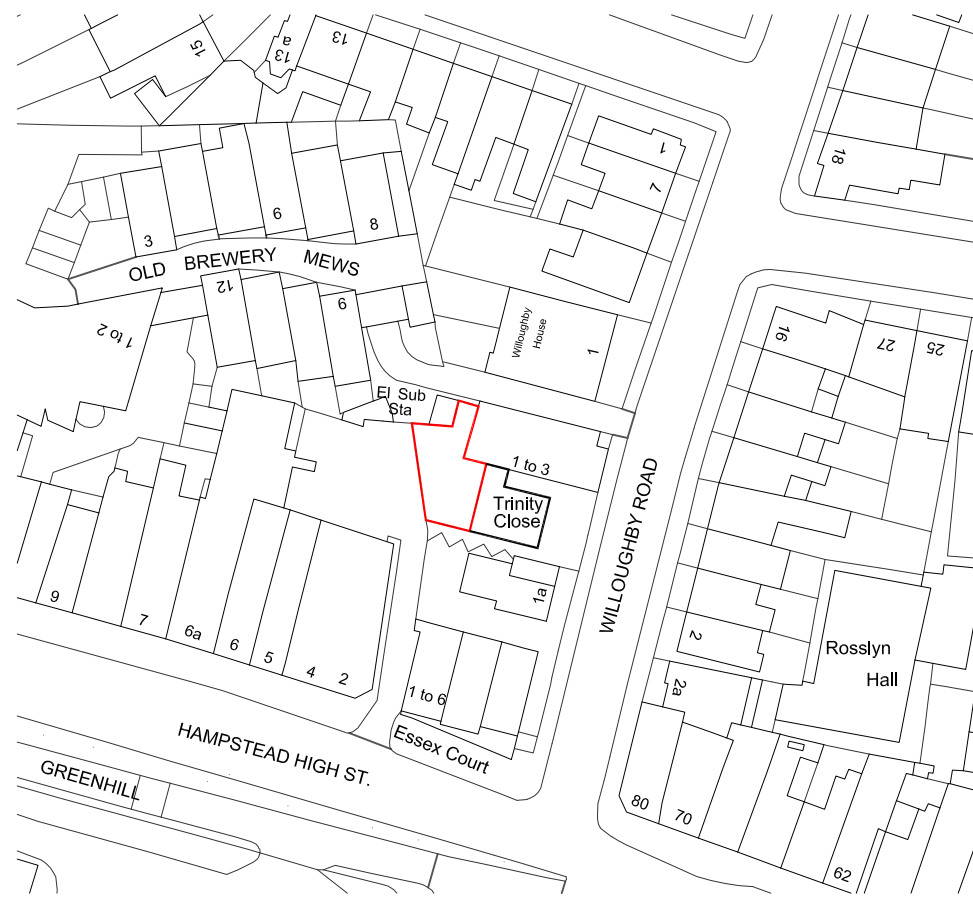 15
13
a
13
1
7
18
3
6
8
OLD BREWERY MEWS
12
6
1 to 2
Willoughby
House
1
16
27
25
El Sub
Sta
1 to 3
Trinity
Close
WILLOUGHBY ROAD
1a
9
7
6a
6
5
4
2
1 to 6
Essex Court
2
2a
Rosslyn
Hall
HAMPSTEAD HIGH ST.
GREENHILL
80
70
62